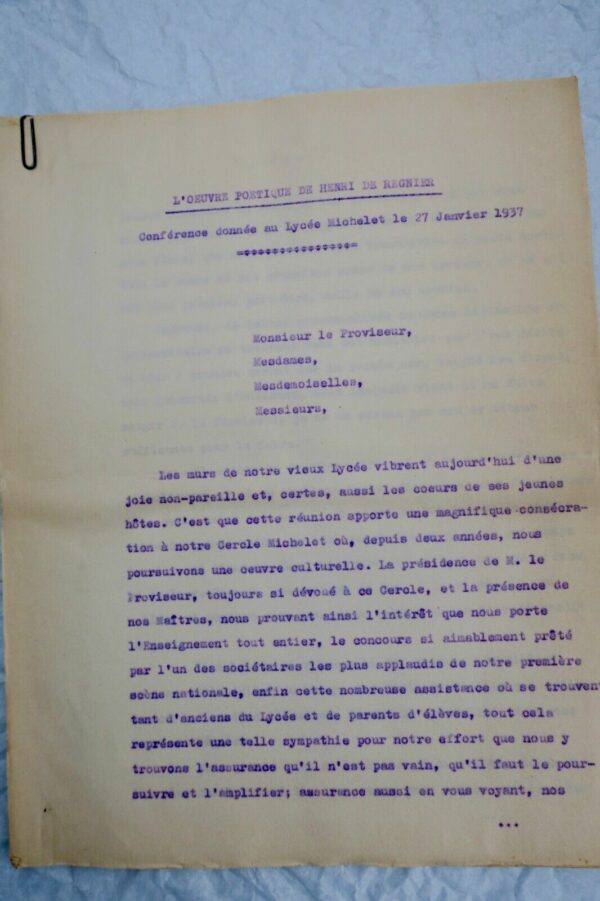 L'OEUVRE POETIQUE DE HENRI DE REGNIER
Conférence donnée au Lycée Michelet le 27 Janvier 1937
Monsieur le Proviseur,
Mesdames,
Mesdemoiselles,
Messieurs,
Les murs de notre vieux Lycée vibrent aujourd'hui d'une
joie non-pareille et, certes, aussi les coeurs de ses jeunes
hôtes. C'est que cette réunion apporte une magnifique consécra-
tion à notre Cercle Michelet où, depuis deux années, nous
poursuivons une oeuvre culturelle. La présidence de M. le
Proviseur, toujours si dévoué à ce Cercle, et la présence de
nos Maîtres, nous prouvant ainsi l'intérêt que nous porte
l'Enseignement tout entier, le concours si aimablement prêté
par l'un des sociétaires les plus applaudis de notre première
scène nationale, enfin cette nombreuse assistance où se trouvent
tant d'anciens du Lycée et de parents d'élèves, tout cela
représente une telle sympathie pour notre effort que nous y
trouvons l'assurance qu'il n'est pas vain, qu'il faut le pour-
suivre et l'amplifier; assurance aussi en vous voyant, nos
...